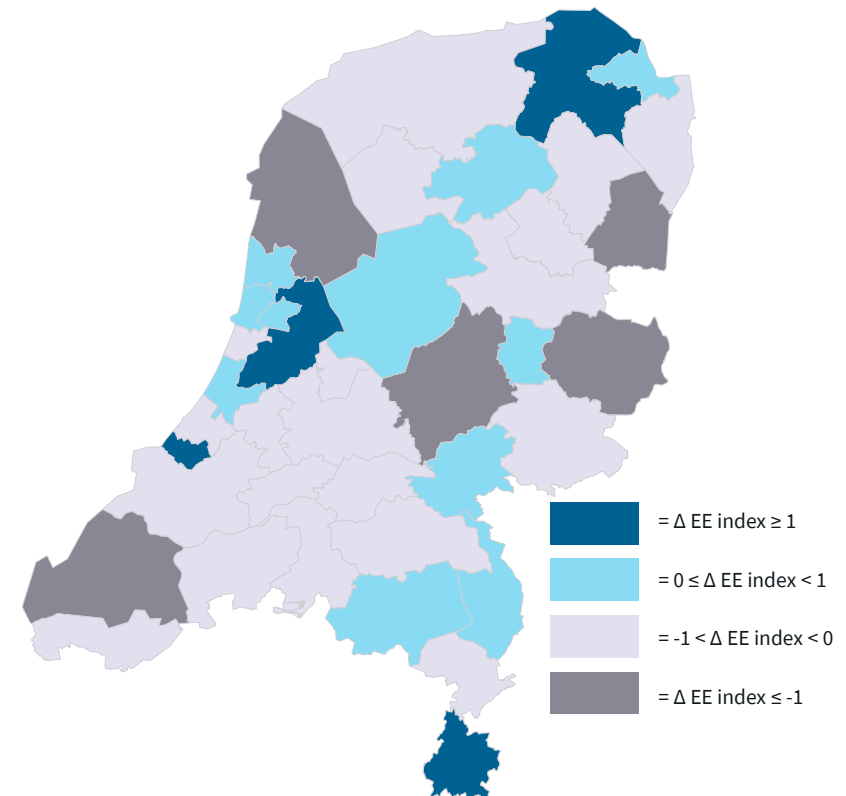 = Δ EE index ≥ 1
= 0 ≤ Δ EE index < 1
= -1 < Δ EE index < 0
= Δ EE index ≤ -1